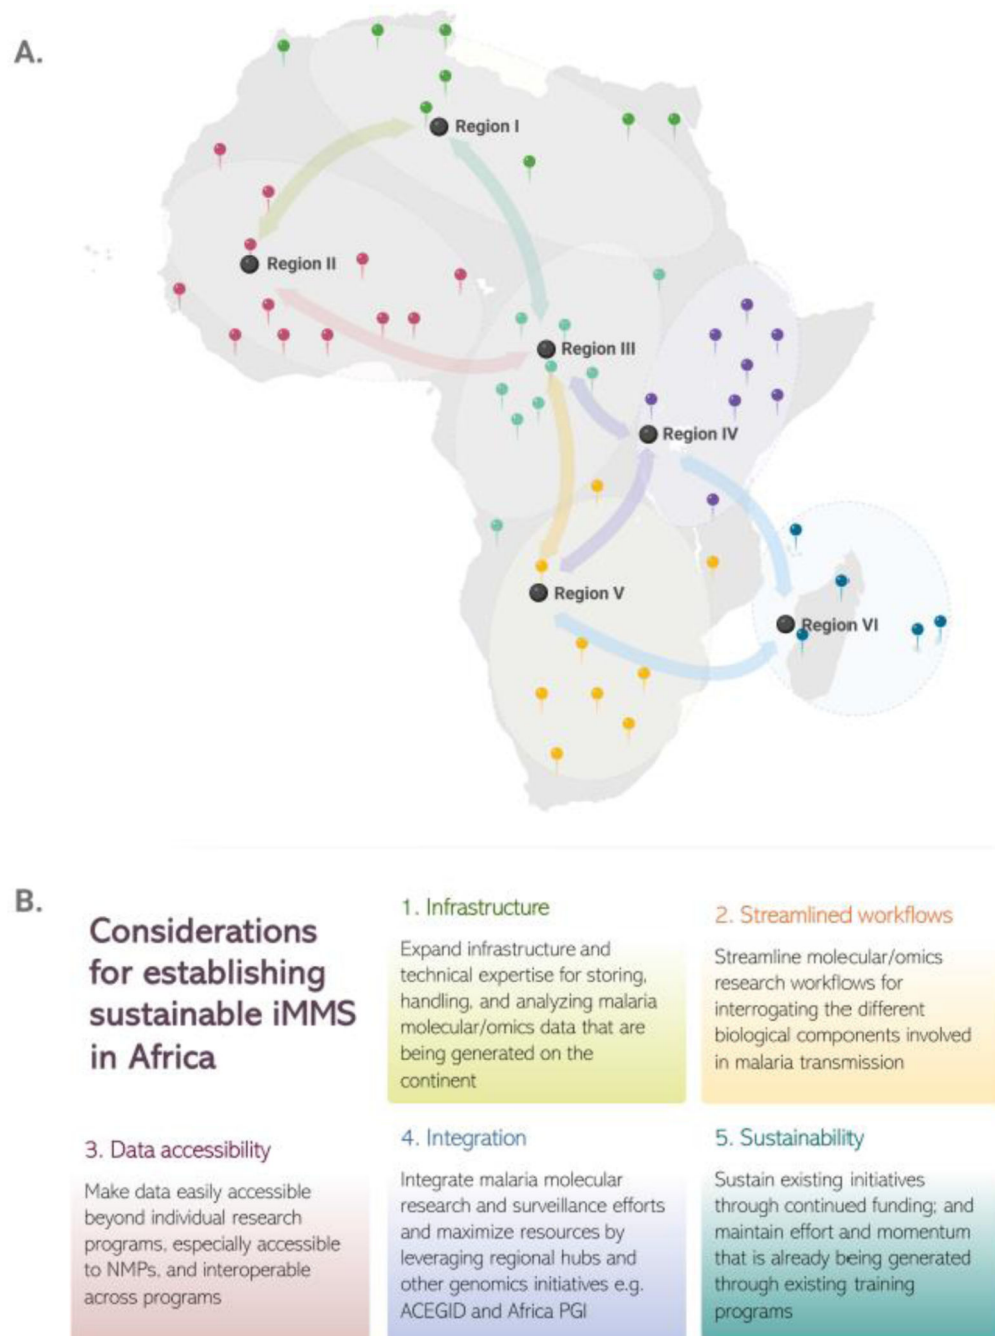 A.
Region I
Region II
Region III
Region IV
Region V
Region VI
B.
Considerations
for establishing
sustainable iMMS
in Africa
1. Infrastructure
Expand infrastructure and
technical expertise for storing,
handling, and analyzing malaria
molecular/omics data that are
being generated on the
continent
2. Streamlined workflows
Streamline molecular/omics
research workflows for
interrogating the different
biological components involved
in malaria transmission
3. Data accessibility
Make data easily accessible
beyond individual research
programs, especially accessible
to NMPs, and interoperable
across programs
4. Integration
Integrate malaria molecular
research and surveillance efforts
and maximize resources by
leveraging regional hubs and
other genomics initiatives e.g.
ACEGID and Africa PGI
5. Sustainability
Sustain existing initiatives
through continued funding; and
maintain effort and momentum
that is already being generated
through existing training
programs